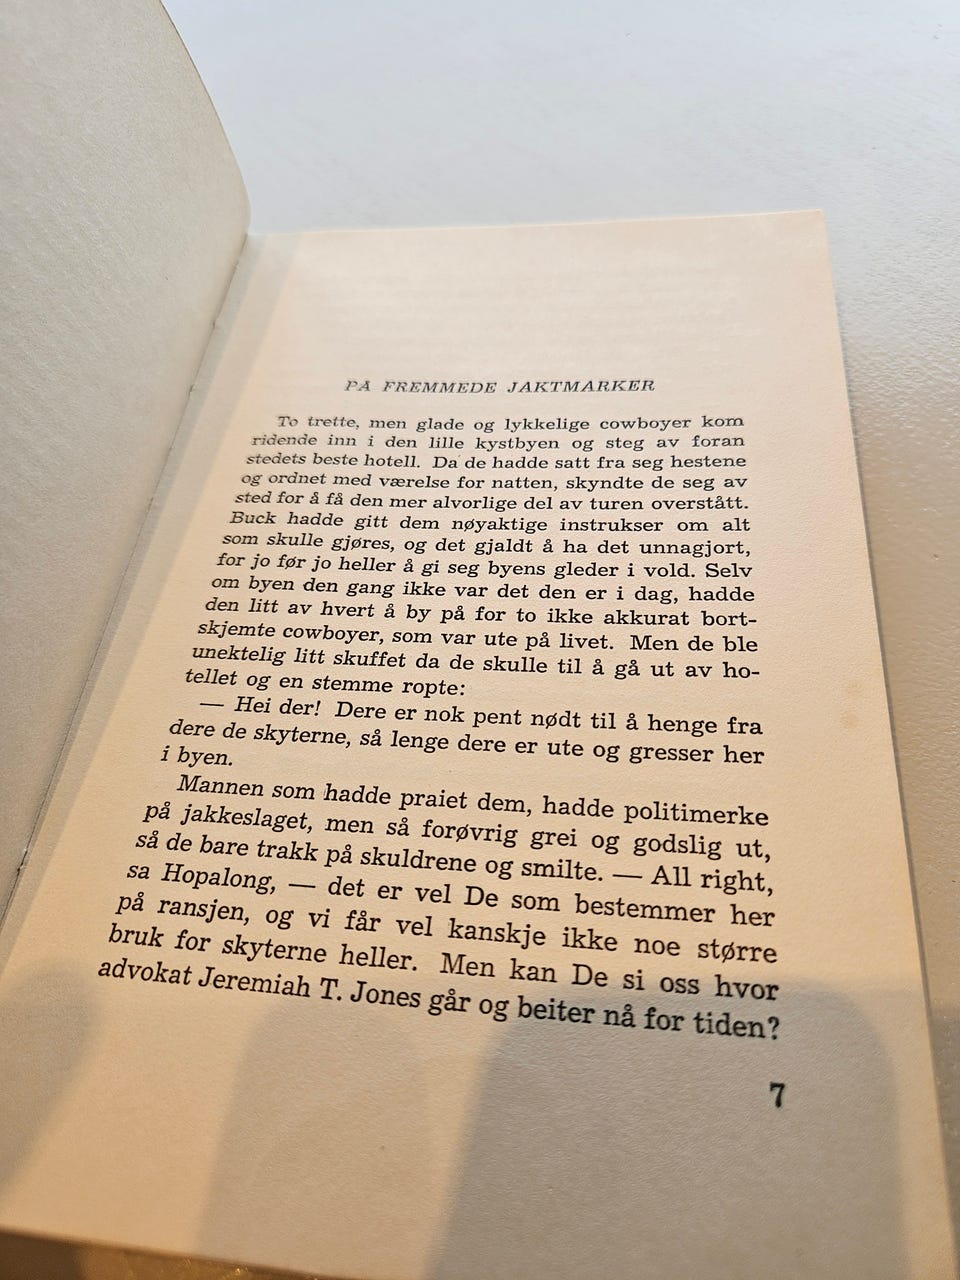 PÅ FREMMEDE JAKTMARKER
To trette, men glade og lykkelige cowboyer kom
ridende inn i den lille kystbyen og steg av foran
stedets beste hotell. Da de hadde satt fra seg hestene
og ordnet med værelse for natten, skyndte de seg av
sted for å få den mer alvorlige del av turen overstått.
Buck hadde gitt dem nøyaktige instrukser om alt
som skulle gjøres, og det gjaldt å ha det unnagjort,
for jo før jo heller å gi seg byens gleder i vold. Selv
om byen den gang ikke var det den er i dag, hadde
den litt av hvert å by på for to ikke akkurat bort-
skjemte cowboyer, som var ute på livet. Men de ble
unektelig litt skuffet da de skulle til å gå ut av ho-
tellet og en stemme ropte:
— Hei der! Dere er nok pent nødt til å henge fra
dere de skyterne, så lenge dere er ute og gresser her
i byen.
Mannen som hadde praiet dem, hadde politimerke
på jakkeslaget, men så forøvrig grei og godslig ut,
så de bare trakk på skuldrene og smilte. — All right,
sa Hopalong, — det er vel De som bestemmer her
på ransjen, og vi får vel kanskje ikke noe større
bruk for skyterne heller. Men kan De si oss hvor
advokat Jeremiah T. Jones går og beiter nå for tiden?
7